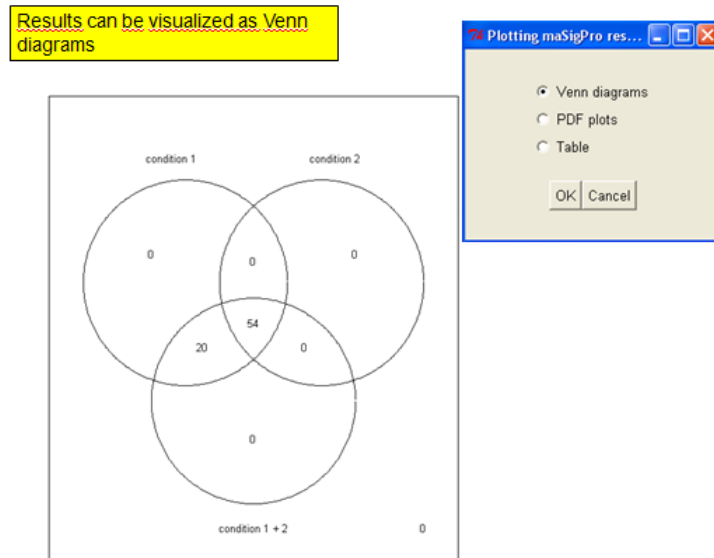 Results can be visualized as Venn
diagrams
Plotting maSigPro res...
Venn diagrams
PDF plots
Table
OK Cancel
condition 1 condition 2
0 0 0
54
20 0
0
condition 1 + 2 0